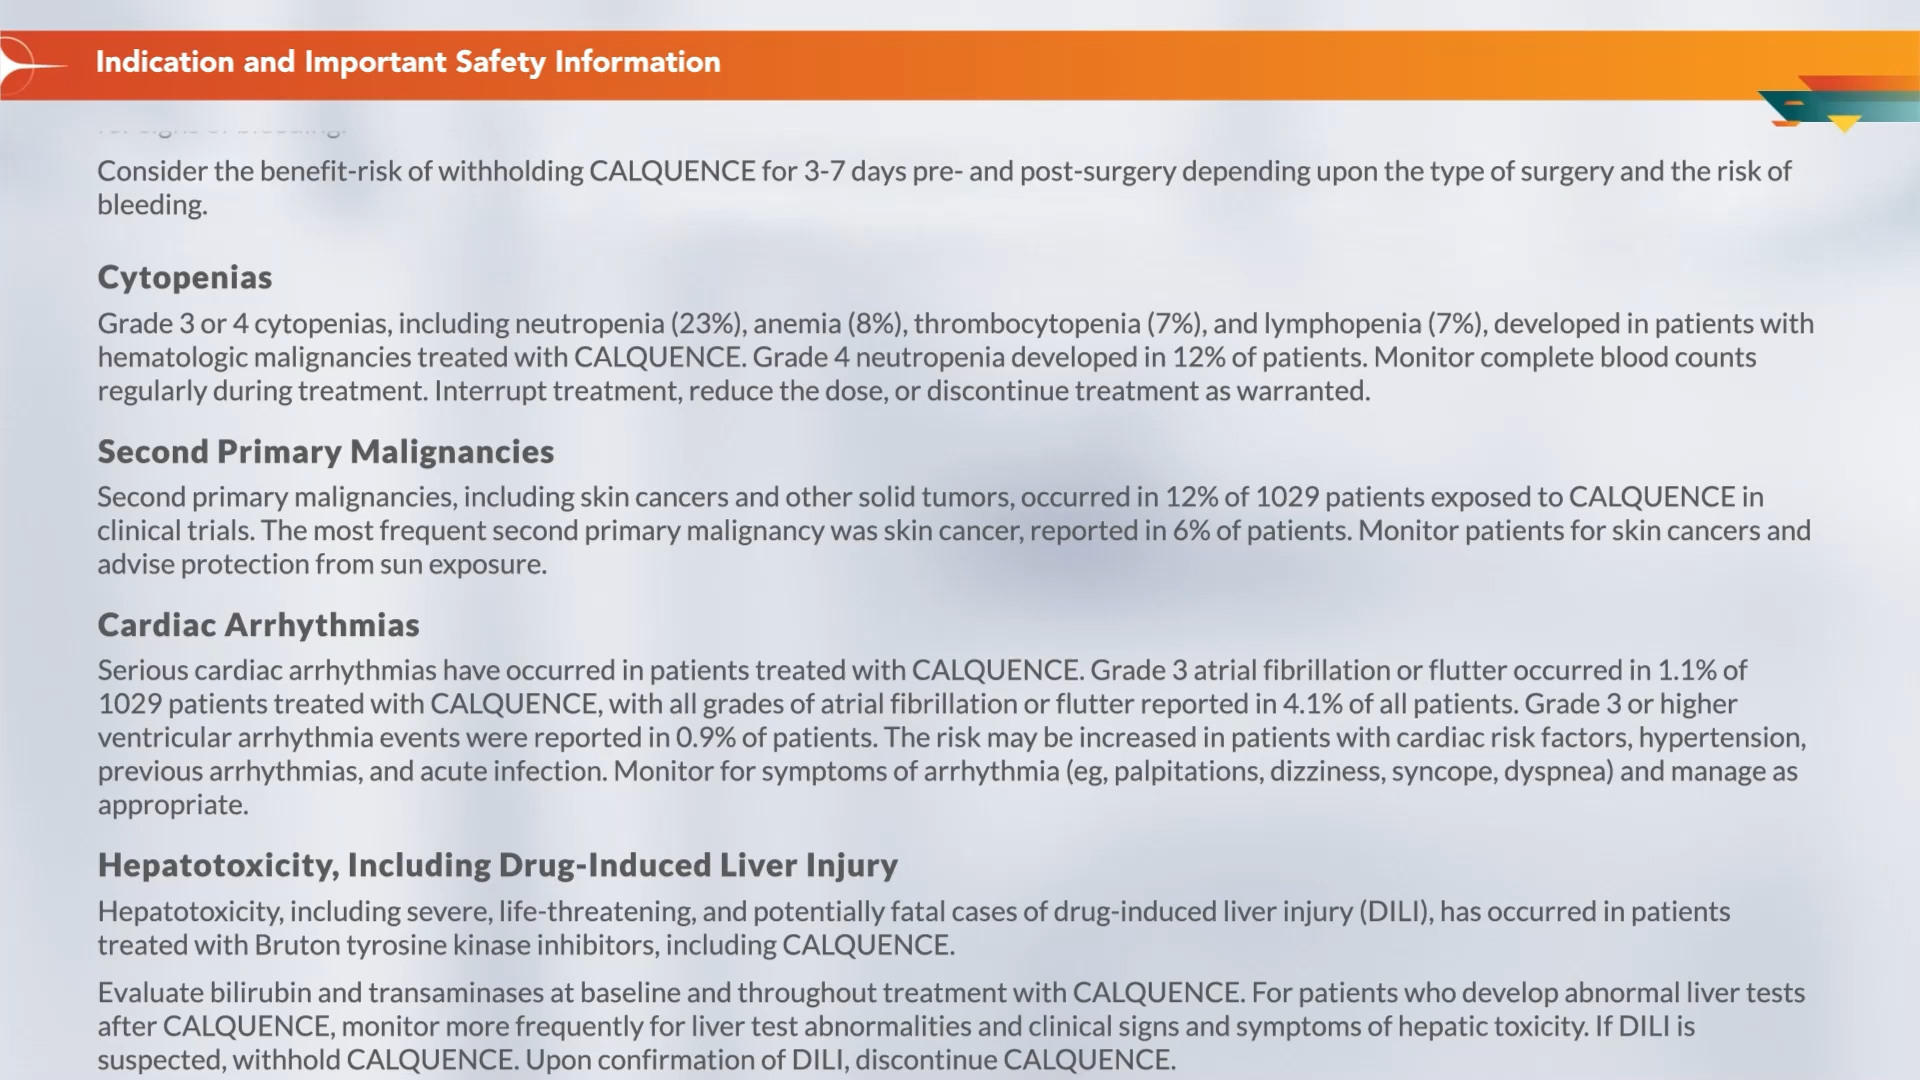 Indication and Important Safety Information
Consider the benefit-risk of withholding CALQUENCE for 3-7 days pre- and post-surgery depending upon the type of surgery and the risk of
bleeding.
Cytopenias
Grade 3 or 4 cytopenias, including neutropenia (23%), anemia (8%), thrombocytopenia (7%), and lymphopenia (7%), developed in patients with
hematologic malignancies treated with CALQUENCE. Grade 4 neutropenia developed in 12% of patients. Monitor complete blood counts
regularly during treatment. Interrupt treatment, reduce the dose, or discontinue treatment as warranted.
Second Primary Malignancies
Second primary malignancies, including skin cancers and other solid tumors, occurred in 12% of 1029 patients exposed to CALQUENCE in
clinical trials. The most frequent second primary malignancy was skin cancer, reported in 6% of patients. Monitor patients for skin cancers and
advise protection from sun exposure.
Cardiac Arrhythmias
Serious cardiac arrhythmias have occurred in patients treated with CALQUENCE. Grade 3 atrial fibrillation or flutter occurred in 1.1% of
1029 patients treated with CALQUENCE, with all grades of atrial fibrillation or flutter reported in 4.1% of all patients. Grade 3 or higher
ventricular arrhythmia events were reported in 0.9% of patients. The risk may be increased in patients with cardiac risk factors, hypertension,
previous arrhythmias, and acute infection. Monitor for symptoms of arrhythmia (eg, palpitations, dizziness, syncope, dyspnea) and manage as
appropriate.
Hepatotoxicity, Including Drug-Induced Liver Injury
Hepatotoxicity, including severe, life-threatening, and potentially fatal cases of drug-induced liver injury (DILI), has occurred in patients
treated with Bruton tyrosine kinase inhibitors, including CALQUENCE.
Evaluate bilirubin and transaminases at baseline and throughout treatment with CALQUENCE. For patients who develop abnormal liver tests
after CALQUENCE, monitor more frequently for liver test abnormalities and clinical signs and symptoms of hepatic toxicity. If DILI is
suspected, withhold CALQUENCE. Upon confirmation of DILI, discontinue CALQUENCE.